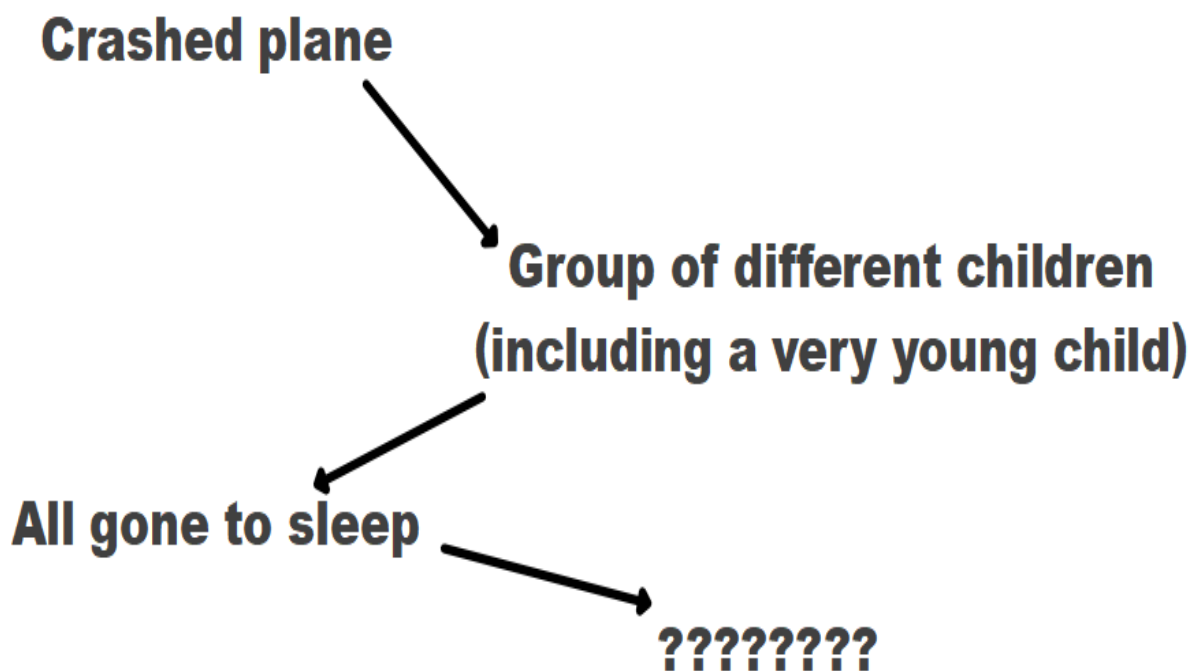 Crashed plane
Group of different children
(including a very young child)
All gone to sleep
????????